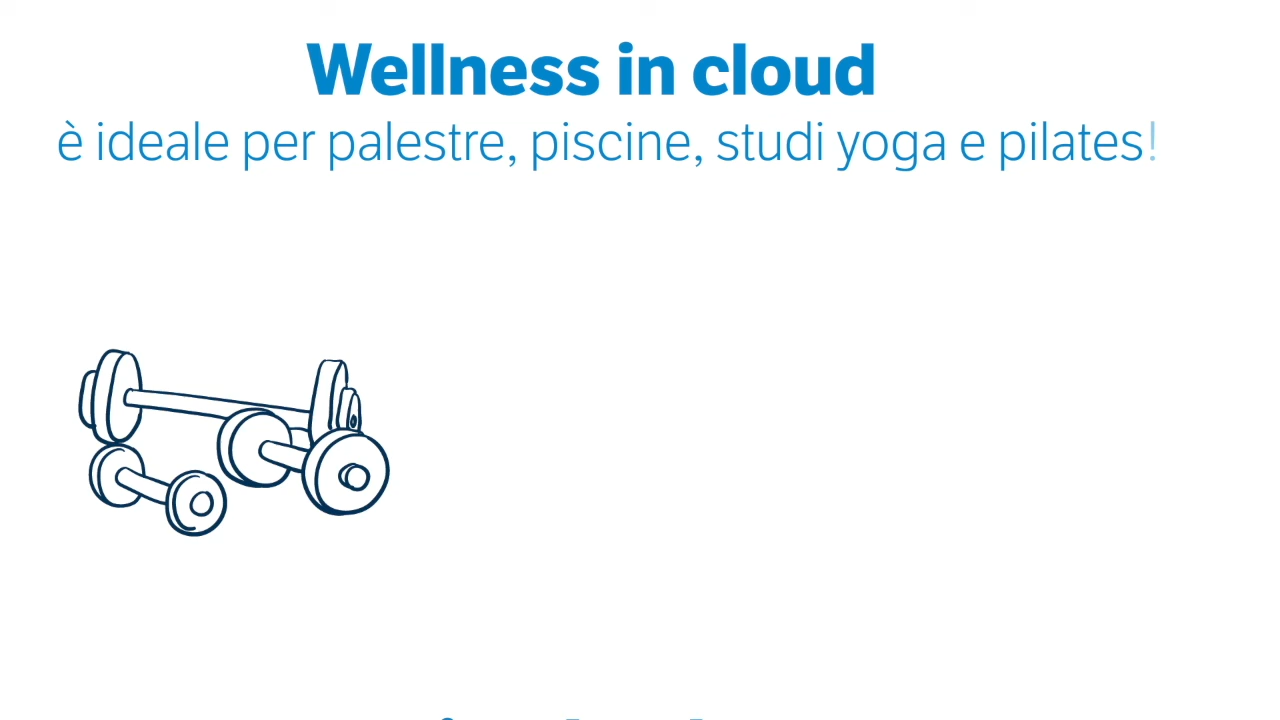 Wellness in cloud
è ideale per palestre, piscine, studi yoga e pilates!